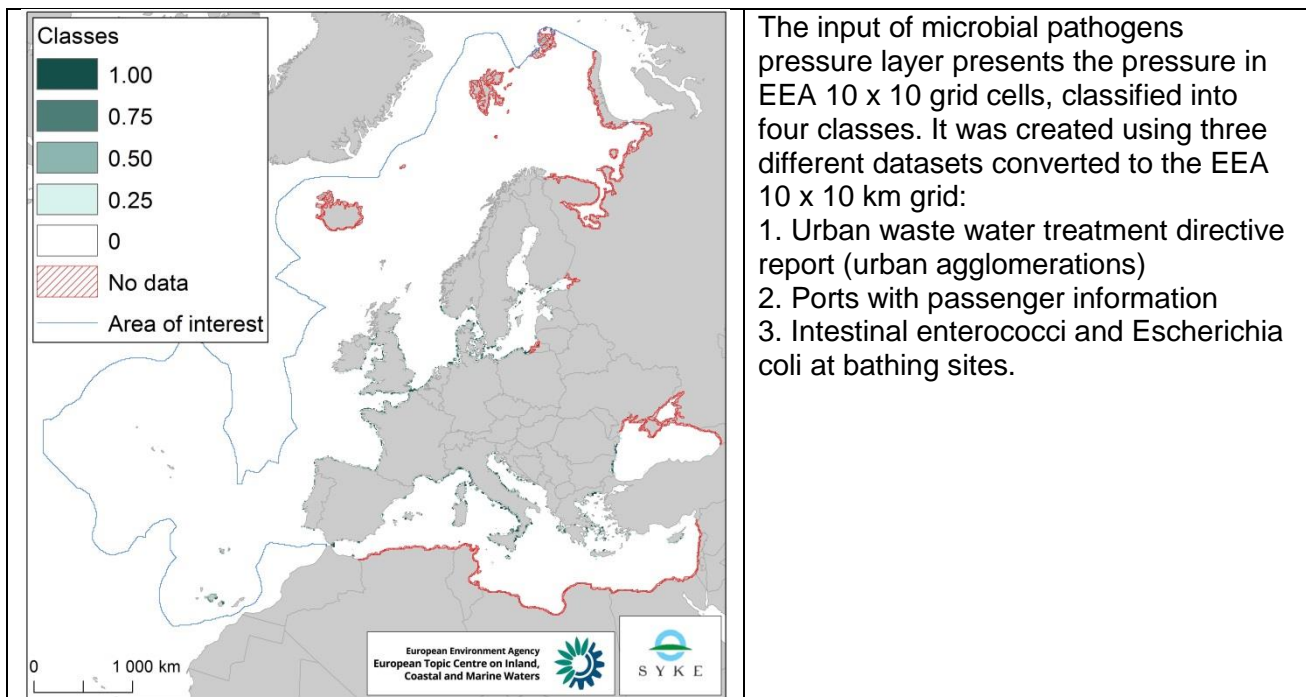 Classes
1.00
0.75
0.50
0.25
0
No data
Area of interest
0 1 000 km
European Environment Agency
European Topic Centre on Inland,
Coastal and Marine Waters
SYKE
The input of microbial pathogens
pressure layer presents the pressure in
EEA 10 x 10 grid cells, classified into
four classes. It was created using three
different datasets converted to the EEA
10 x 10 km grid:
1. Urban waste water treatment directive
report (urban agglomerations)
2. Ports with passenger information
3. Intestinal enterococci and Escherichia
coli at bathing sites.